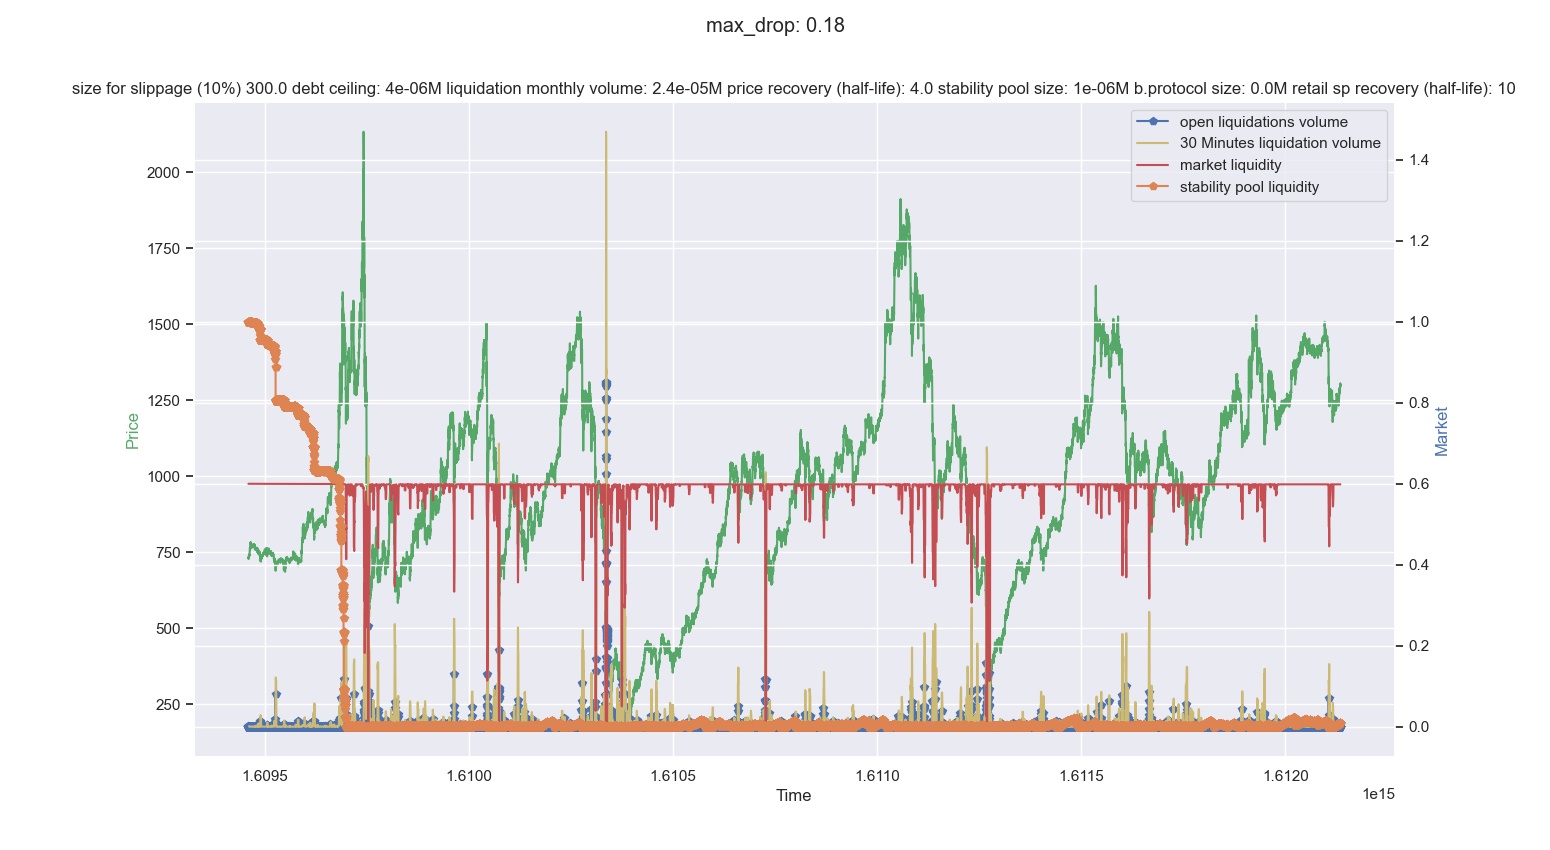 max_drop: 0.18
size for slippage (10%) 300.0 debt ceiling: 4e-06M liquidation monthly volume: 2.4e-05M price recovery (half-life): 4.0 stability pool size: 1e-06M b.protocol size: 0.0M retail sp recovery (half-life): 10
open liquidations volume
30 Minutes liquidation volume
market liquidity
stability pool liquidity
2000
1750
1500
1250
1000
750
500
250
Price
1.4
1.2
1.0
0.8
0.6
0.4
0.2
0.0
Market
1.6095
1.6100
1.6105
1.6110
1.6115
1.6120
1e15
Time